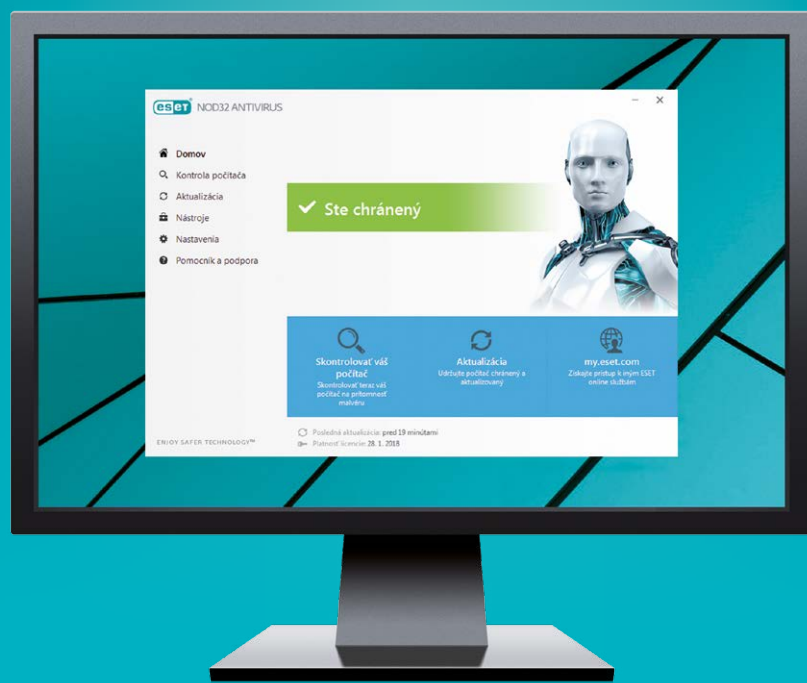 eset NOD32 ANTIVIRUS
Domov
Kontrola počítača
Aktualizácia
Nástroje
Nastavenia
Pomocník a podpora
Ste chránený
Skontrolovať váš
počítač
Skontrolovať teraz váš
počítač na prítomnosť
malvéru
Aktualizácia
Udržujte počítač chránený a
aktualizovaný
my.eset.com
Získajte prístup k iným ESET
online službám
Posledná aktualizácia: pred 19 minútami
Platnosť licencie: 28. 1. 2018
ENJOY SAFER TECHNOLOGY™